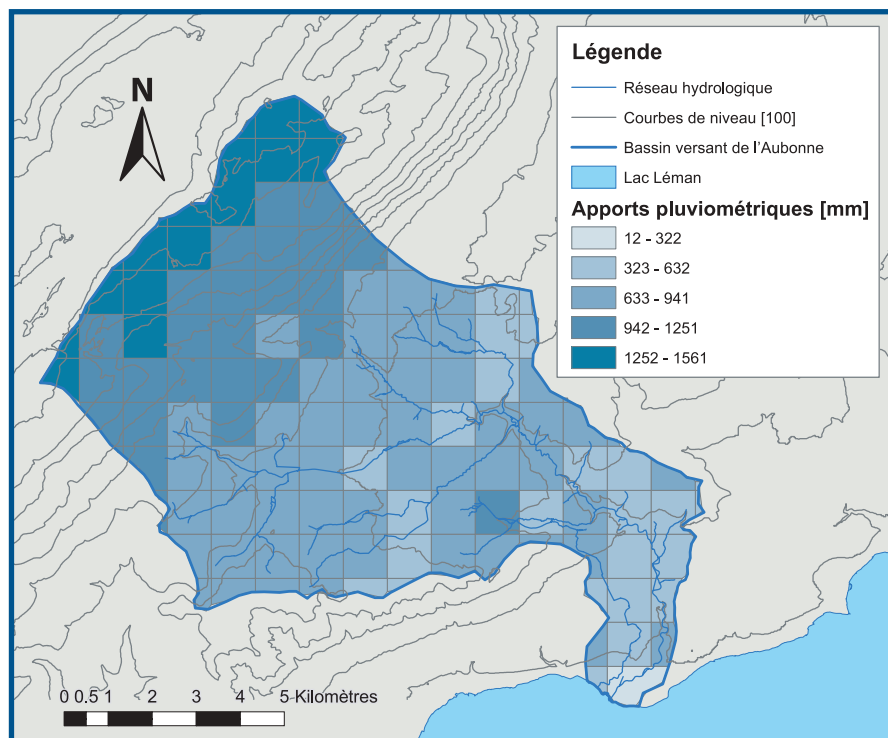 N
Légende
Réseau hydrologique
Courbes de niveau [100]
Bassin versant de l'Aubonne
Lac Léman
Apports pluviométriques [mm]
12 - 322
323 - 632
633 - 941
942 - 1251
1252 - 1561
0 0.5 1 2 3 4 5 Kilomètres